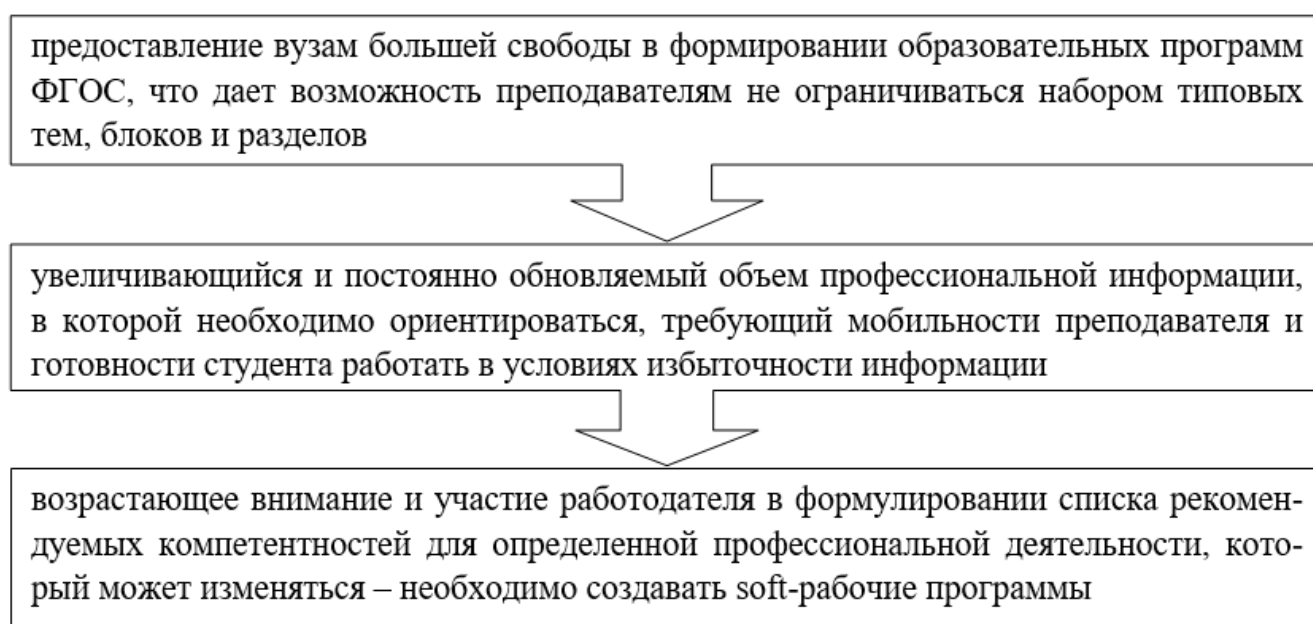 предоставление вузам большей свободы в формировании образовательных программ
ФГОС, что дает возможность преподавателям не ограничиваться набором типовых
тем, блоков и разделов
увеличивающийся и постоянно обновляемый объем профессиональной информации,
в которой необходимо ориентироваться, требующий мобильности преподавателя и
готовности студента работать в условиях избыточности информации
возрастающее внимание и участие работодателя в формулировании списка рекомен-
дуемых компетентностей для определенной профессиональной деятельности, кото-
рый может изменяться – необходимо создавать soft-рабочие программы